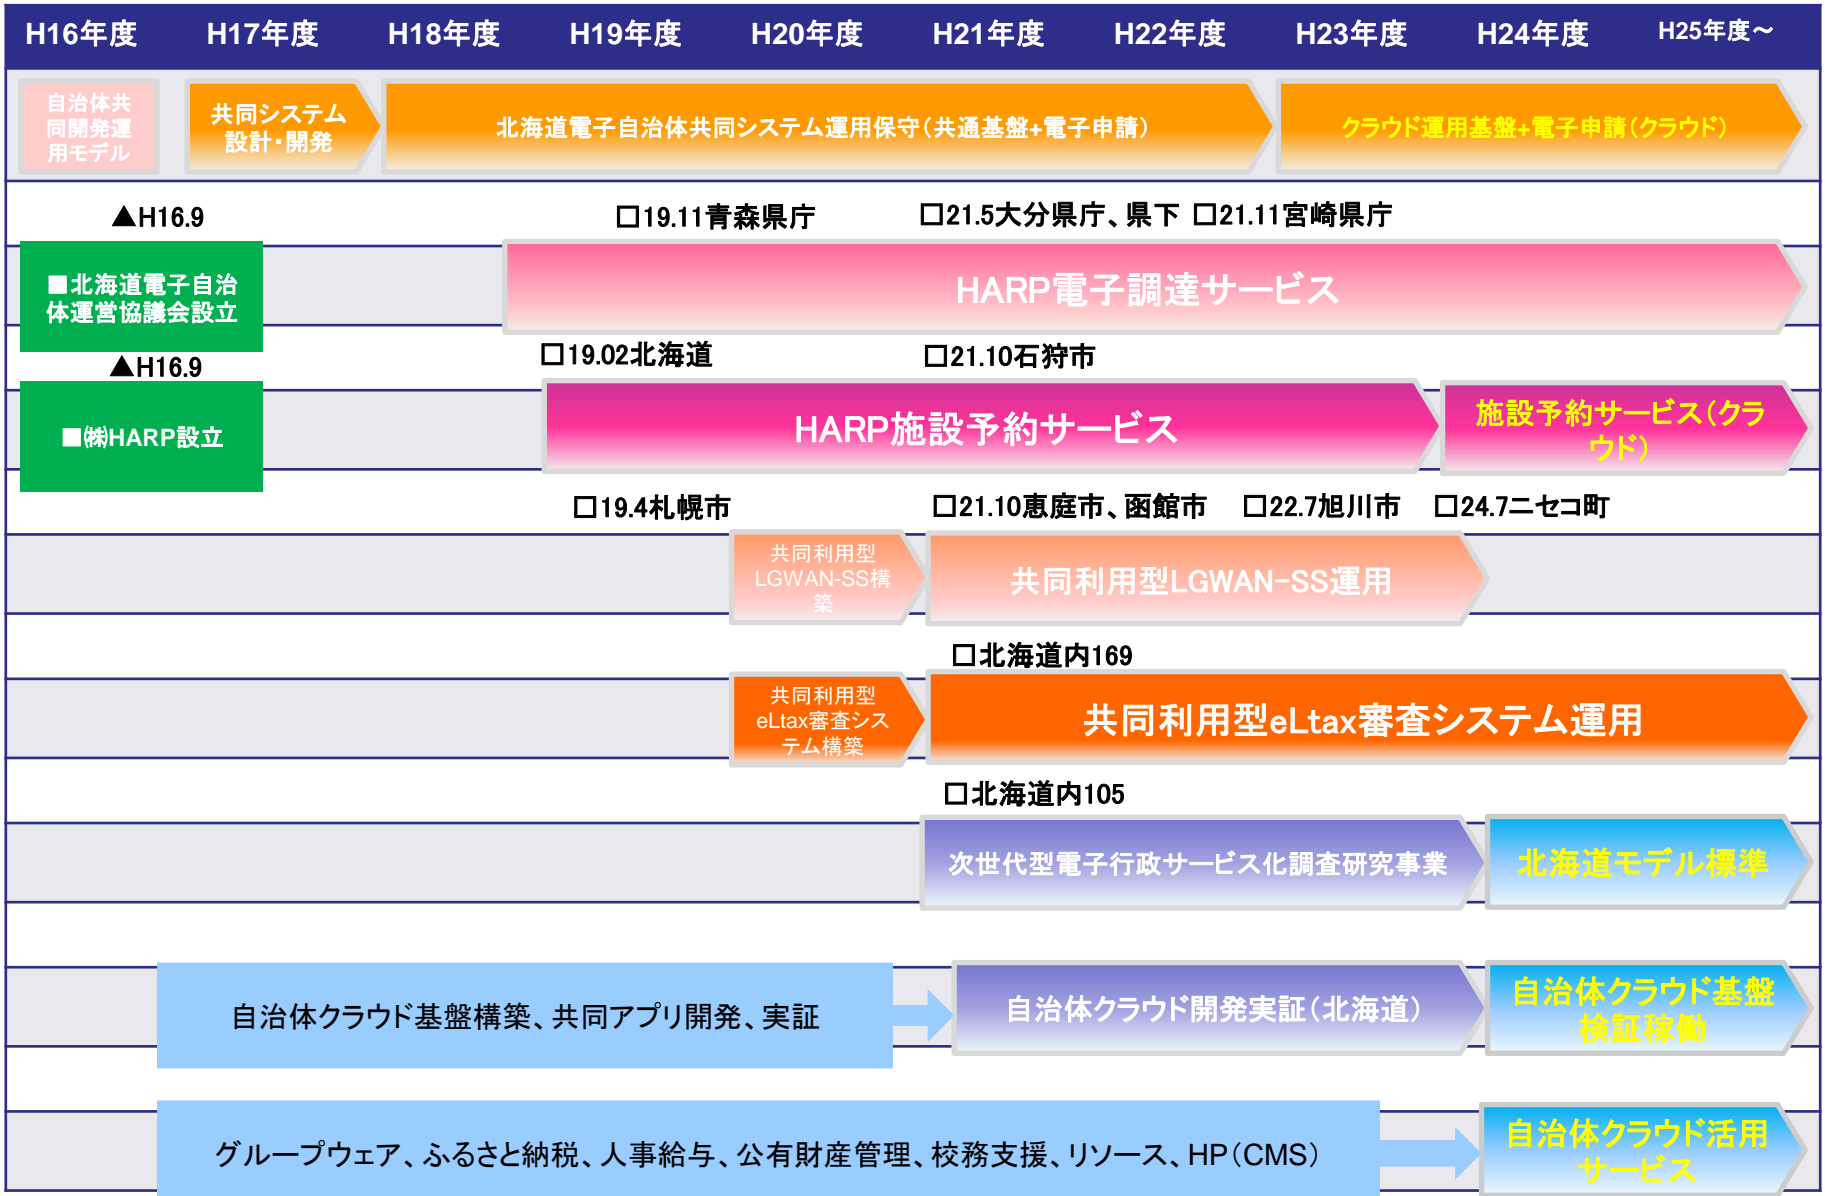 H16年度 H17年度 H18年度 H19年度 H20年度 H21年度 H22年度 H23年度 H24年度 H25年度～
自治体共
同開発運
用モデル
共同システム
設計・開発
北海道電子自治体共同システム運用保守（共通基盤+電子申請）
クラウド運用基盤+電子申請（クラウド）
▲H16.9
□19.11青森県庁
□21.5大分県庁、県下 □21.11宮崎県庁
■北海道電子自治
体運営協議会設立
HARP電子調達サービス
▲H16.9
□19.02北海道
□21.10石狩市
■㈱HARP設立
HARP施設予約サービス
施設予約サービス（クラ
ウド）
□19.4札幌市
□21.10恵庭市、函館市
□22.7旭川市
□24.7ニセコ町
共同利用型
LGWAN-SS構
築
共同利用型LGWAN-SS運用
□北海道内169
共同利用型
eLtax審査シス
テム構築
共同利用型eLtax審査システム運用
□北海道内105
次世代型電子行政サービス化調査研究事業
北海道モデル標準
自治体クラウド基盤構築、共同アプリ開発、実証
自治体クラウド開発実証（北海道）
自治体クラウド基盤
検証稼働
グループウェア、ふるさと納税、人事給与、公有財産管理、校務支援、リソース、HP（CMS）
自治体クラウド活用
サービス